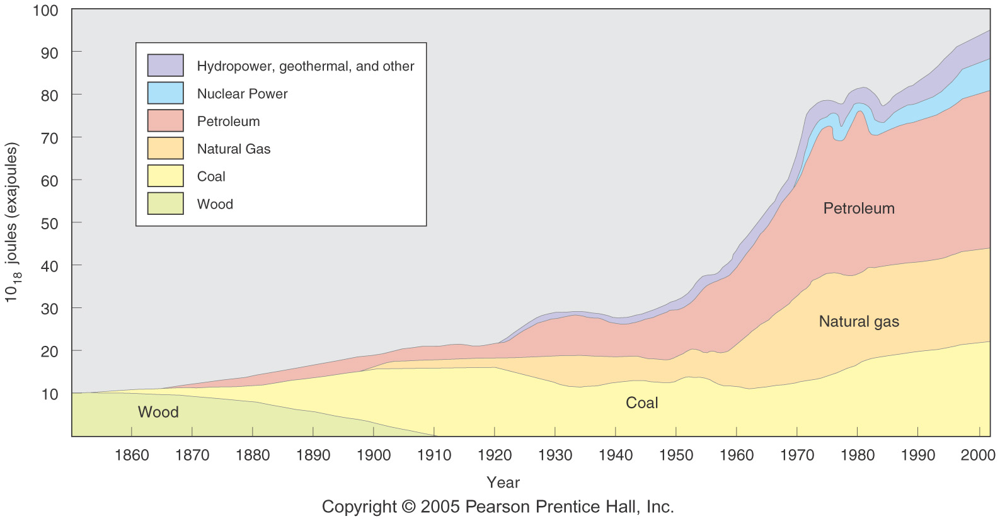 100
90
80
70
60
50
40
30
20
10
10₁₈ joules (exajoules)
Hydropower, geothermal, and other
Nuclear Power
Petroleum
Natural Gas
Coal
Wood
Petroleum
Natural gas
Coal
Wood
1860 1870 1880 1890 1900 1910 1920 1930 1940 1950 1960 1970 1980 1990 2000
Year
Copyright © 2005 Pearson Prentice Hall, Inc.